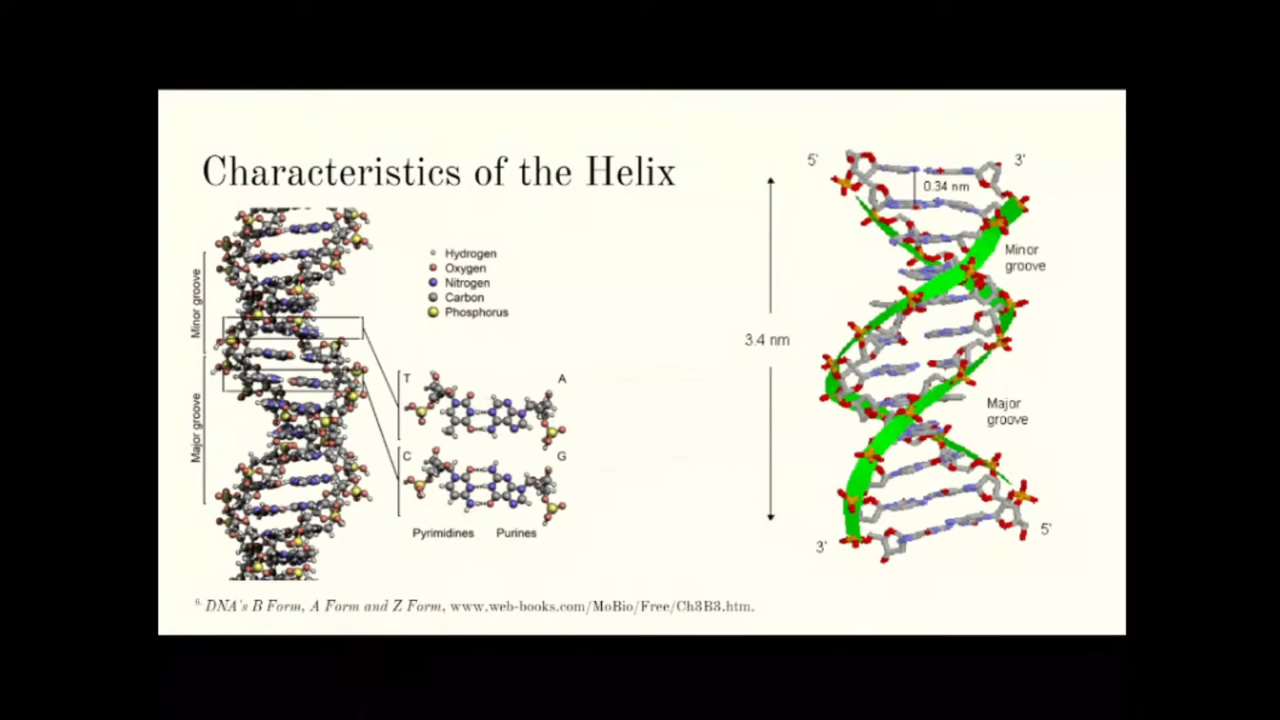 Characteristics of the Helix
Minor groove
Major groove
Hydrogen
Oxygen
Nitrogen
Carbon
Phosphorus
T
A
C
G
Pyrimidines
Purines
5'
3'
0.34 nm
Minor
groove
3.4 nm
Major
groove
3'
5'
6. DNA's B Form, A Form and Z Form, www.web-books.com/MoBio/Free/Ch3B3.htm.